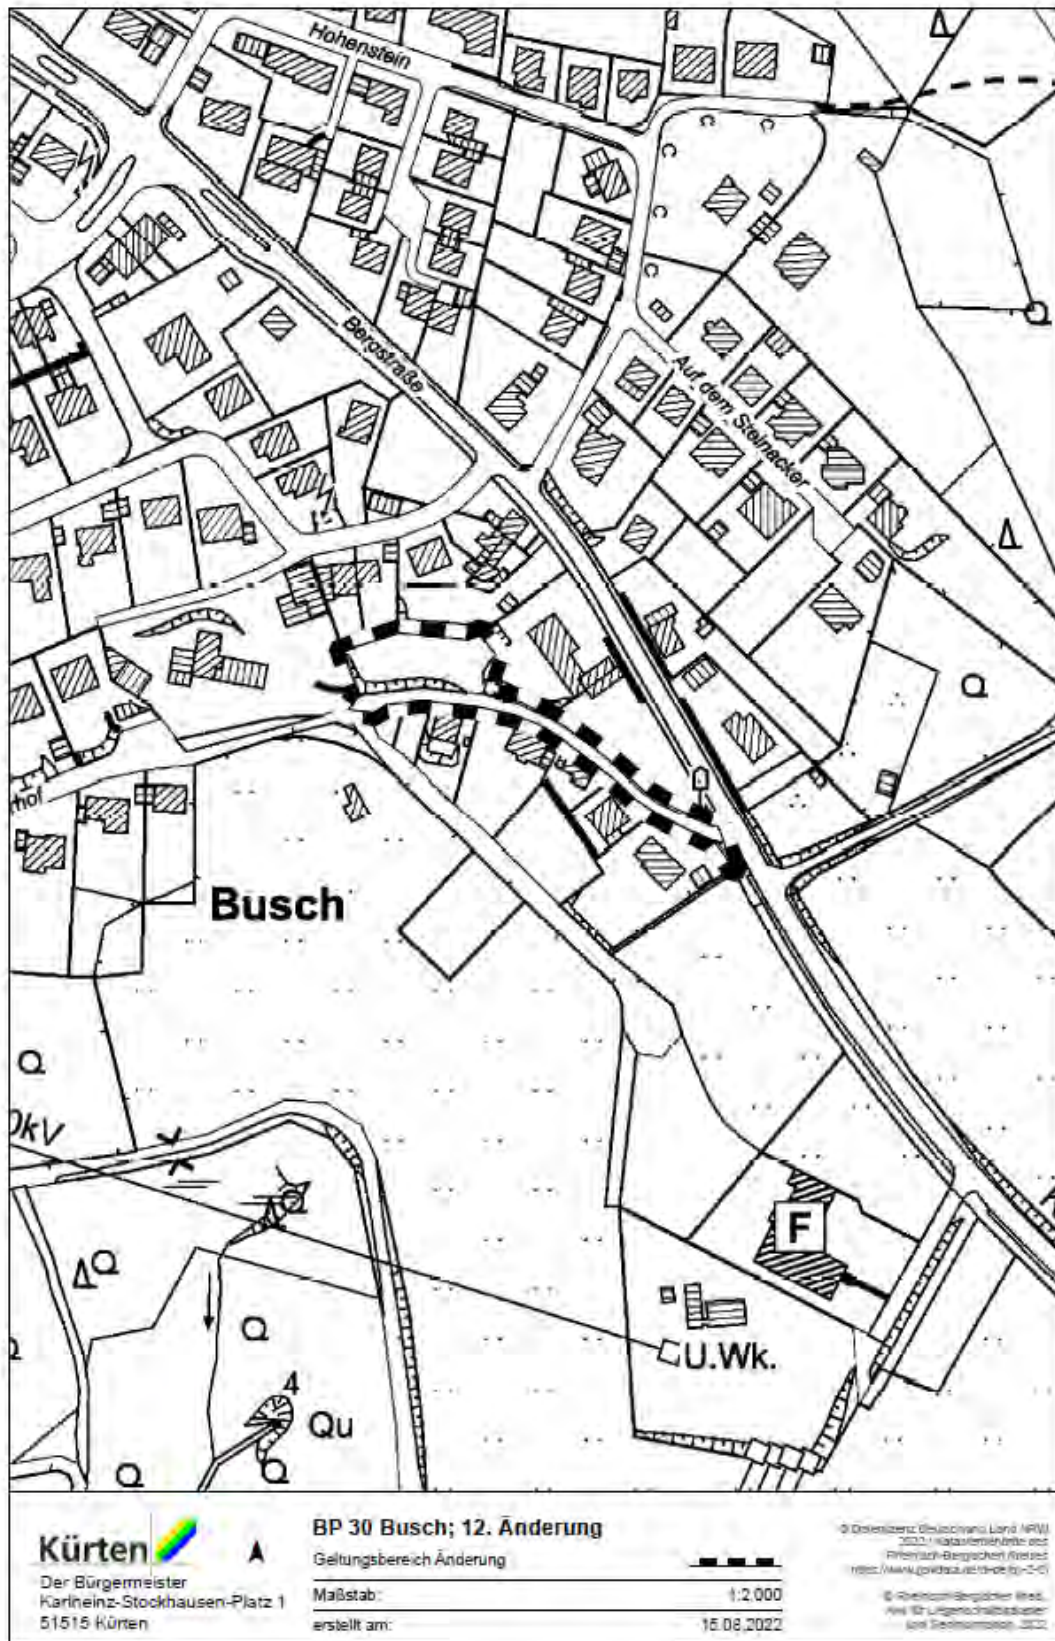 Hohenstein
Bergstraße
Auf dem Steinacker
Busch
F
U.Wk.
4
Qu
Kürten
Der Bürgermeister
Karlheinz-Stockhausen-Platz 1
51515 Kürten
BP 30 Busch; 12. Änderung
Geltungsbereich Änderung
Maßstab: 1:2.000
erstellt am: 15.08.2022